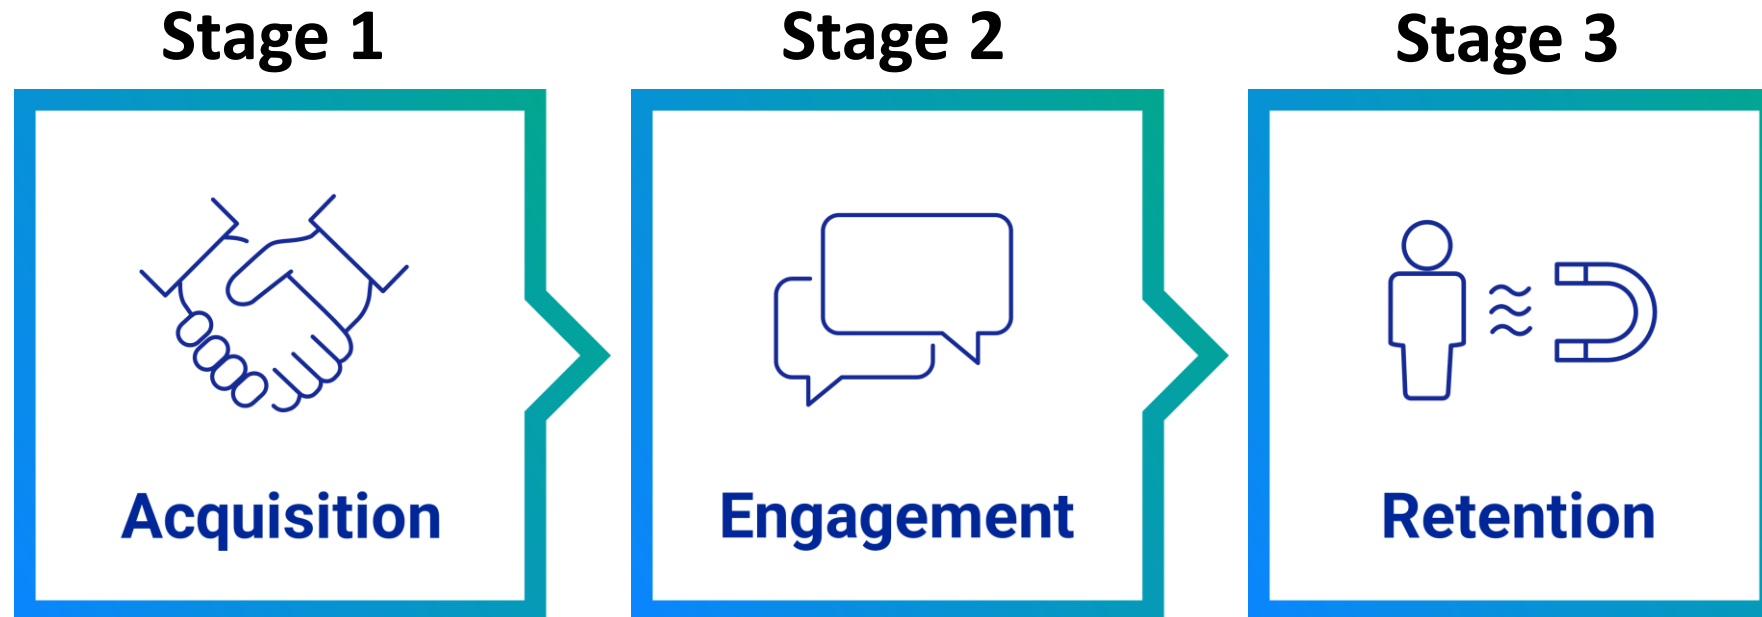 Stage 1
Stage 2
Stage 3
Acquisition
Engagement
Retention